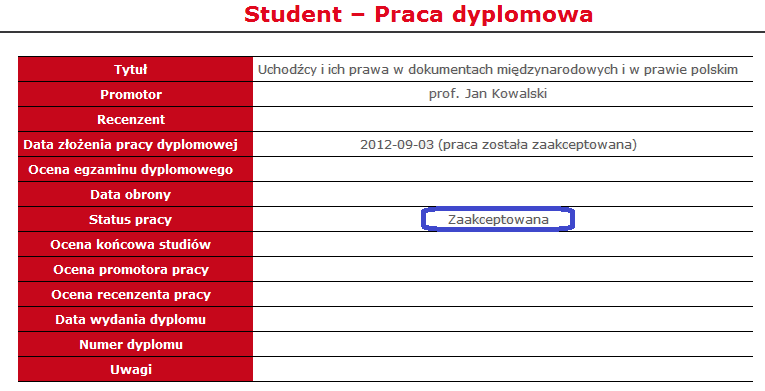 Student – Praca dyplomowa
Tytuł Uchodźcy i ich prawa w dokumentach międzynarodowych i w prawie polskim
Promotor prof. Jan Kowalski
Recenzent
Data złożenia pracy dyplomowej 2012-09-03 (praca została zaakceptowana)
Ocena egzaminu dyplomowego
Data obrony
Status pracy Zaakceptowana
Ocena końcowa studiów
Ocena promotora pracy
Ocena recenzenta pracy
Data wydania dyplomu
Numer dyplomu
Uwagi